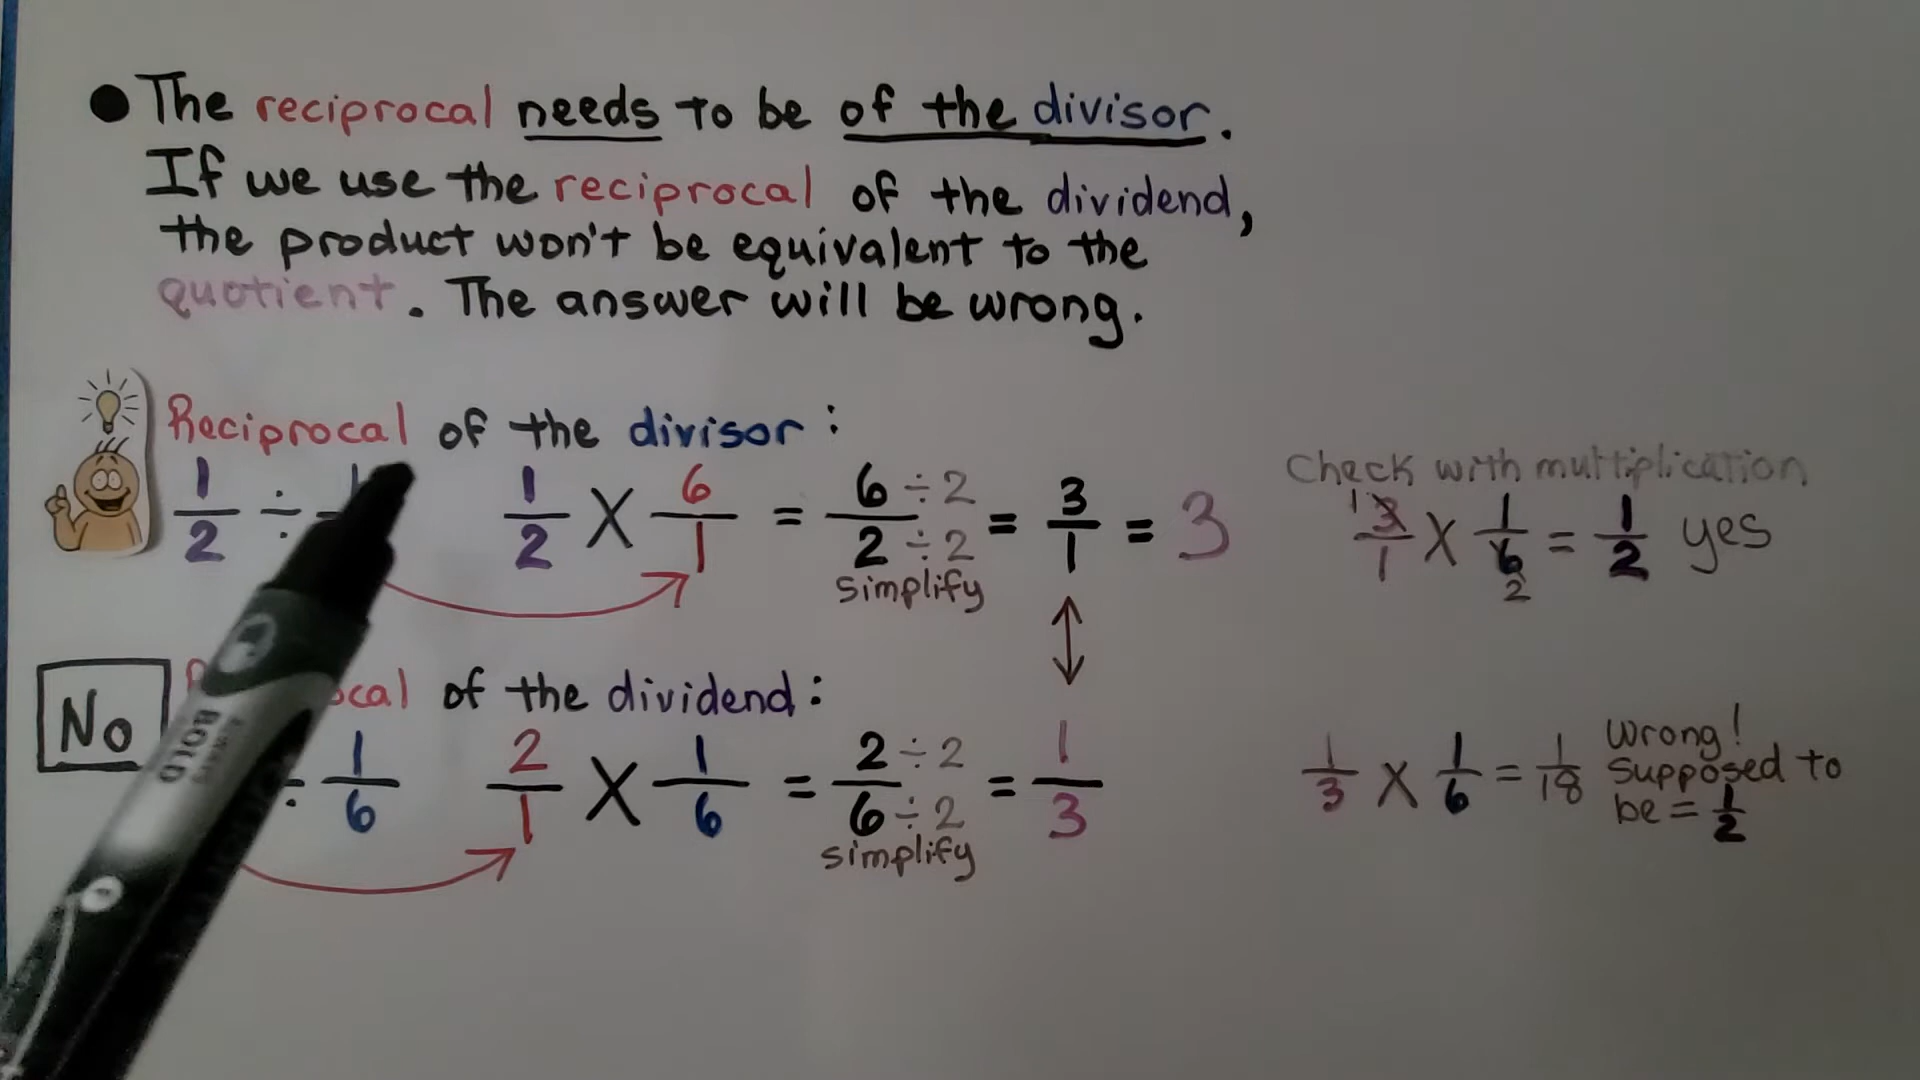 ● The reciprocal needs to be of the divisor.
If we use the reciprocal of the dividend,
the product won't be equivalent to the
quotient. The answer will be wrong.
Reciprocal of the divisor:
1/2 ÷ 1/2 X 6/1 = 6÷2/2÷2 = 3/1 = 3
simplify
Check with multiplication
1 3/1 X 1/6 2 = 1/2 yes
No
of the dividend:
÷ 1/6 2/1 X 1/6 = 2÷2/6÷2 = 1/3
simplify
1/3 X 1/6 = 1/18 Wrong!
Supposed to
be = 1/2
BOLD